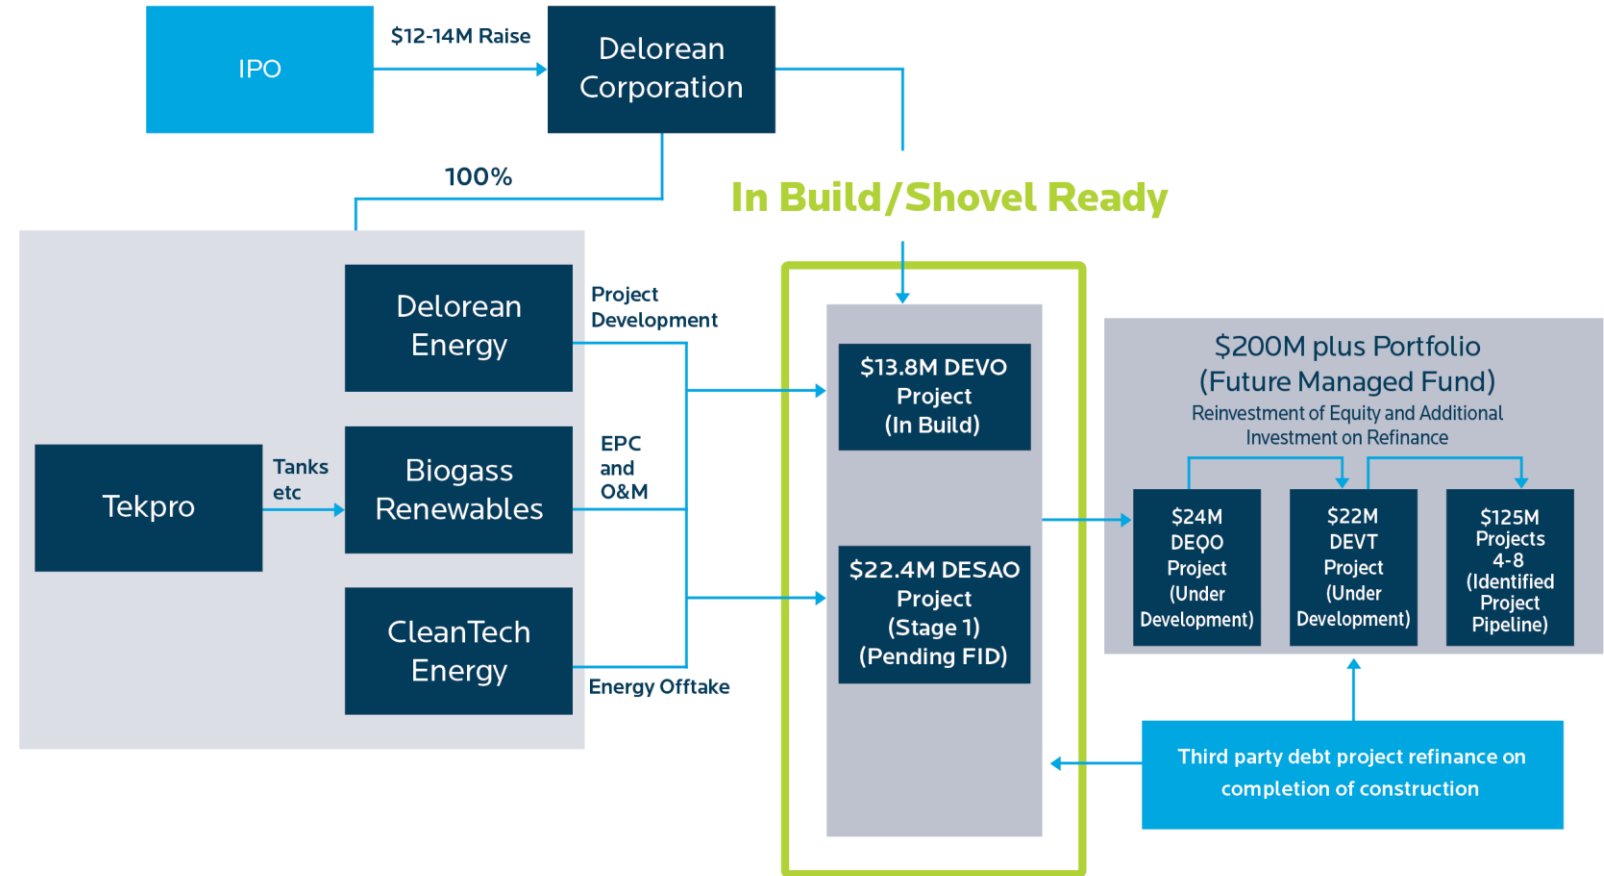 IPO
$12-14M Raise
Delorean
Corporation
100%
In Build/Shovel Ready
Delorean
Energy
Project
Development
Tekpro
Tanks
etc
Biogass
Renewables
EPC
and
O&M
CleanTech
Energy
Energy Offtake
$13.8M DEVO
Project
(In Build)
$22.4M DESAO
Project
(Stage 1)
(Pending FID)
$200M plus Portfolio
(Future Managed Fund)
Reinvestment of Equity and Additional
Investment on Refinance
$24M
DEQO
Project
(Under
Development)
$22M
DEVT
Project
(Under
Development)
$125M
Projects
4-8
(Identified
Project
Pipeline)
Third party debt project refinance on
completion of construction